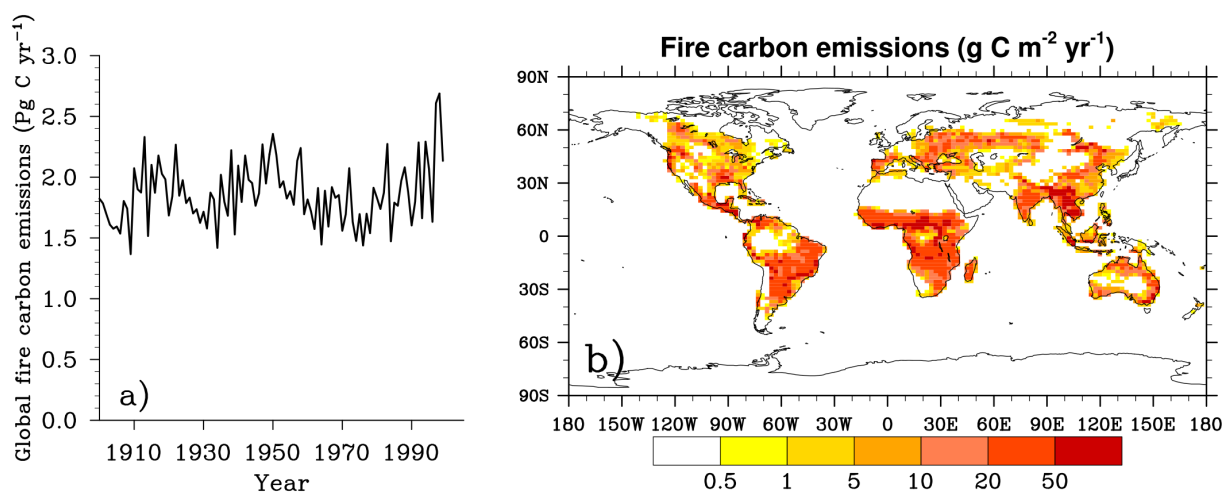 Global fire carbon emissions (Pg C yr⁻¹)
3.0
2.5
2.0
1.5
1.0
0.5
0.0
a)
1910 1930 1950 1970 1990
Year
Fire carbon emissions (g C m⁻² yr⁻¹)
90N
60N
30N
0
30S
60S
90S
b)
180 150W 120W 90W 60W 30W 0 30E 60E 90E 120E 150E 180
0.5 1 5 10 20 50